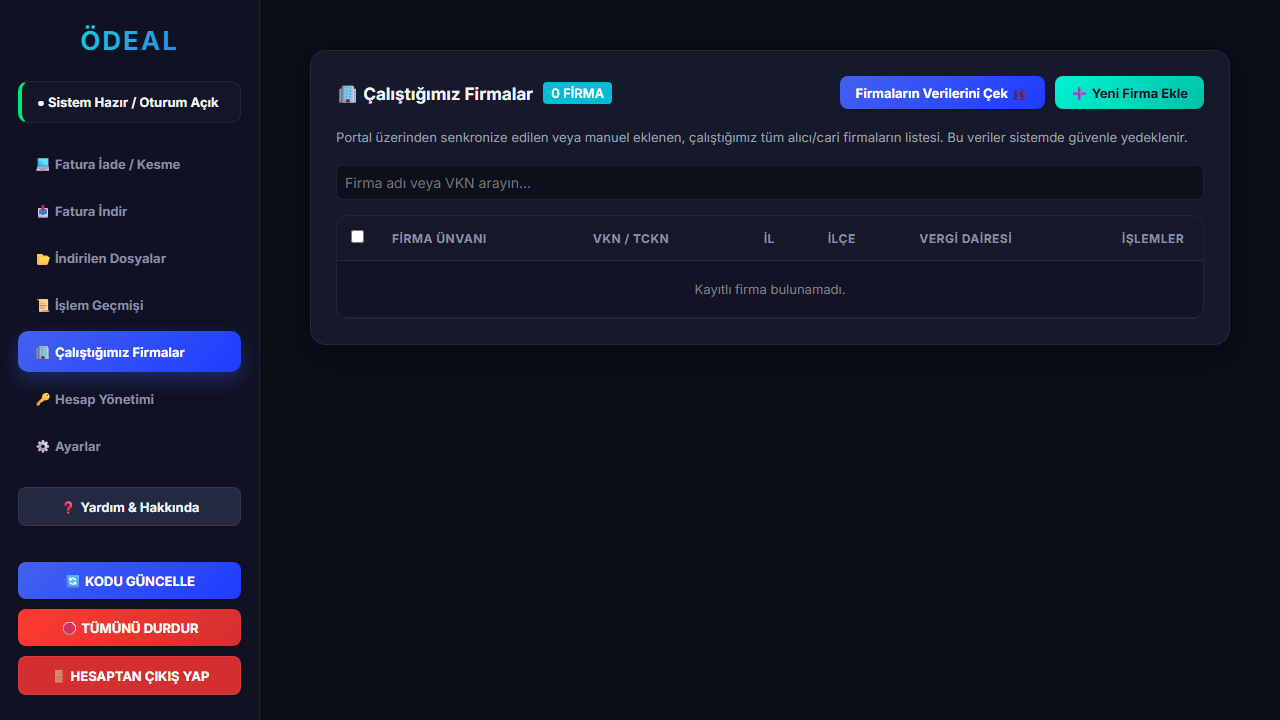 ÖDEAL
● Sistem Hazır / Oturum Açık
Fatura İade / Kesme
Fatura İndir
İndirilen Dosyalar
İşlem Geçmişi
Çalıştığımız Firmalar
Hesap Yönetimi
Ayarlar
❓ Yardım & Hakkında
KODU GÜNCELLE
TÜMÜNÜ DURDUR
HESAPTAN ÇIKIŞ YAP
Çalıştığımız Firmalar 0 FİRMA
Firmaların Verilerini Çek
➕ Yeni Firma Ekle
Portal üzerinden senkronize edilen veya manuel eklenen, çalıştığımız tüm alıcı/cari firmaların listesi. Bu veriler sistemde güvenle yedeklenir.
Firma adı veya VKN arayın...
FİRMA ÜNVANI VKN / TCKN İL İLÇE VERGİ DAİRESİ İŞLEMLER
Kayıtlı firma bulunamadı.